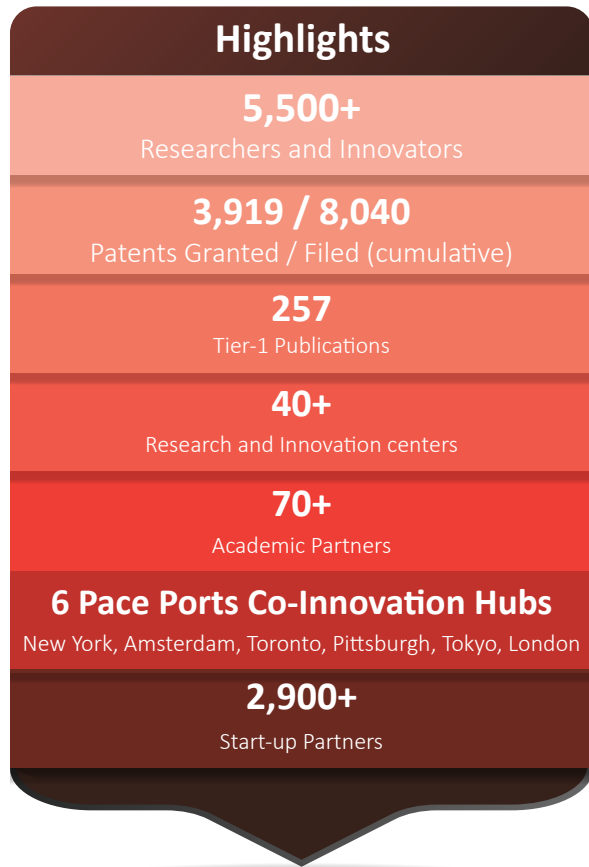 Highlights
5,500+
Researchers and Innovators
3,919 / 8,040
Patents Granted / Filed (cumulative)
257
Tier-1 Publications
40+
Research and Innovation centers
70+
Academic Partners
6 Pace Ports Co-Innovation Hubs
New York, Amsterdam, Toronto, Pittsburgh, Tokyo, London
2,900+
Start-up Partners